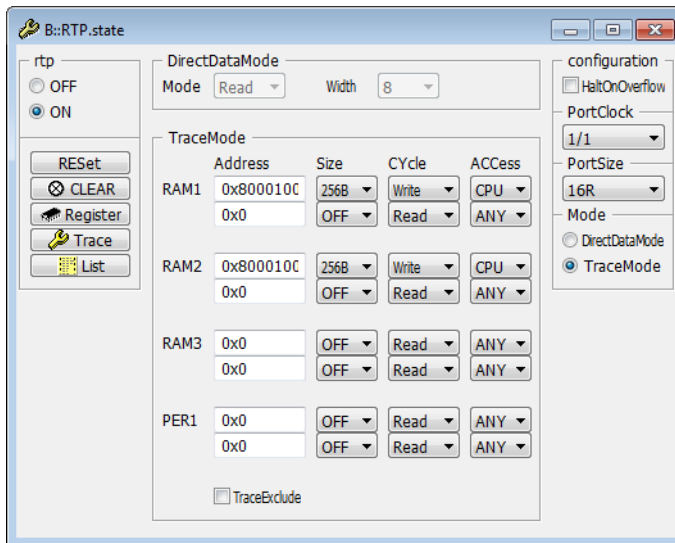 B::RTP.state
rtp
OFF
ON
RESet
CLEAR
Register
Trace
List
DirectDataMode
Mode Read Width 8
TraceMode
Address Size CYcle ACCess
RAM1 0x8000100 256B Write CPU
0x0 OFF Read ANY
RAM2 0x8000100 256B Write CPU
0x0 OFF Read ANY
RAM3 0x0 OFF Read ANY
0x0 OFF Read ANY
PER1 0x0 OFF Read ANY
0x0 OFF Read ANY
TraceExclude
configuration
HaltOnOverflow
PortClock
1/1
PortSize
16R
Mode
DirectDataMode
TraceMode